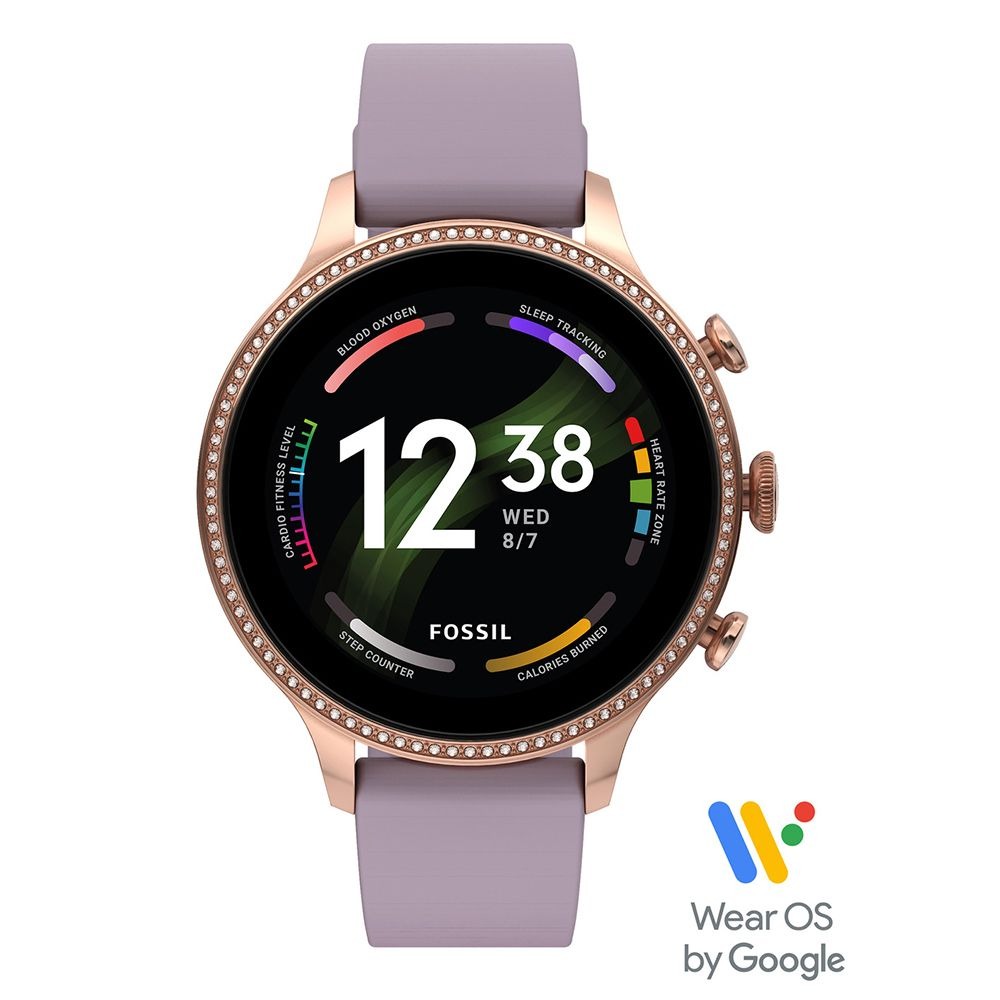 BLOOD OXYGEN
SLEEP TRACKING
CARDIO FITNESS LEVEL
12
38
WED
8/7
HEART RATE ZONE
FOSSIL
STEP COUNTER
CALORIES BURNED
Wear OS
by Google